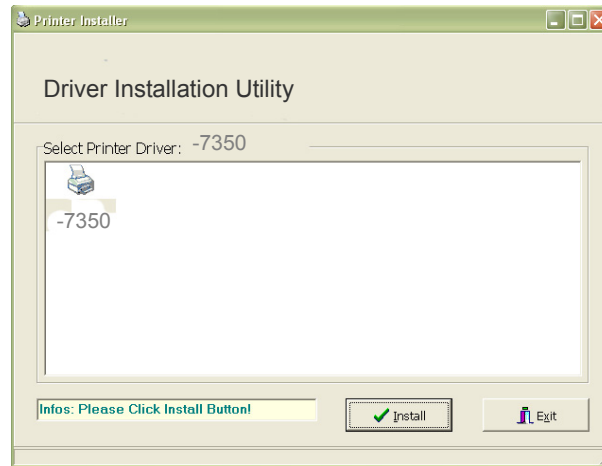 Printer Installer
Driver Installation Utility
Select Printer Driver: -7350
-7350
Infos: Please Click Install Button!
Install
Exit